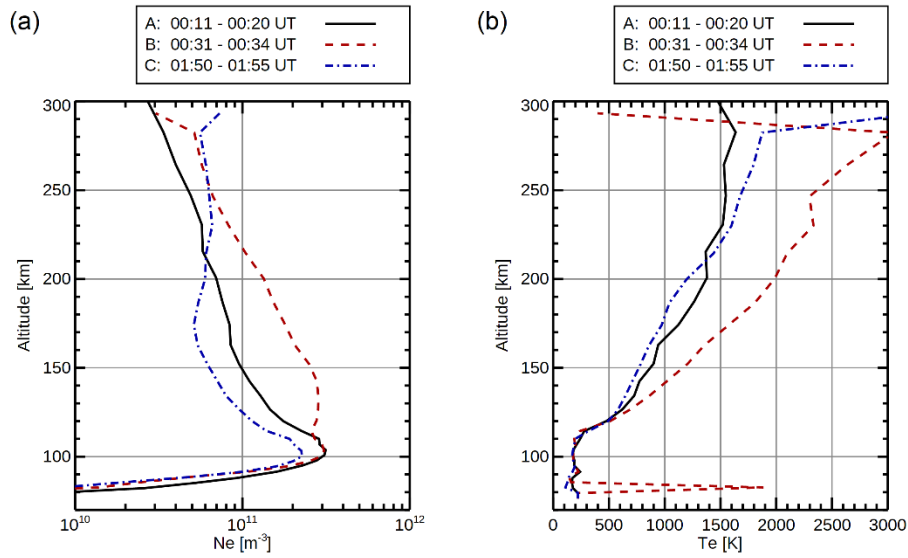 (a)
A: 00:11 - 00:20 UT
B: 00:31 - 00:34 UT
C: 01:50 - 01:55 UT
300
250
200
150
100
Altitude [km]
10^10 10^11 10^12
Ne [m^-3]
(b)
A: 00:11 - 00:20 UT
B: 00:31 - 00:34 UT
C: 01:50 - 01:55 UT
300
250
200
150
100
Altitude [km]
0 500 1000 1500 2000 2500 3000
Te [K]